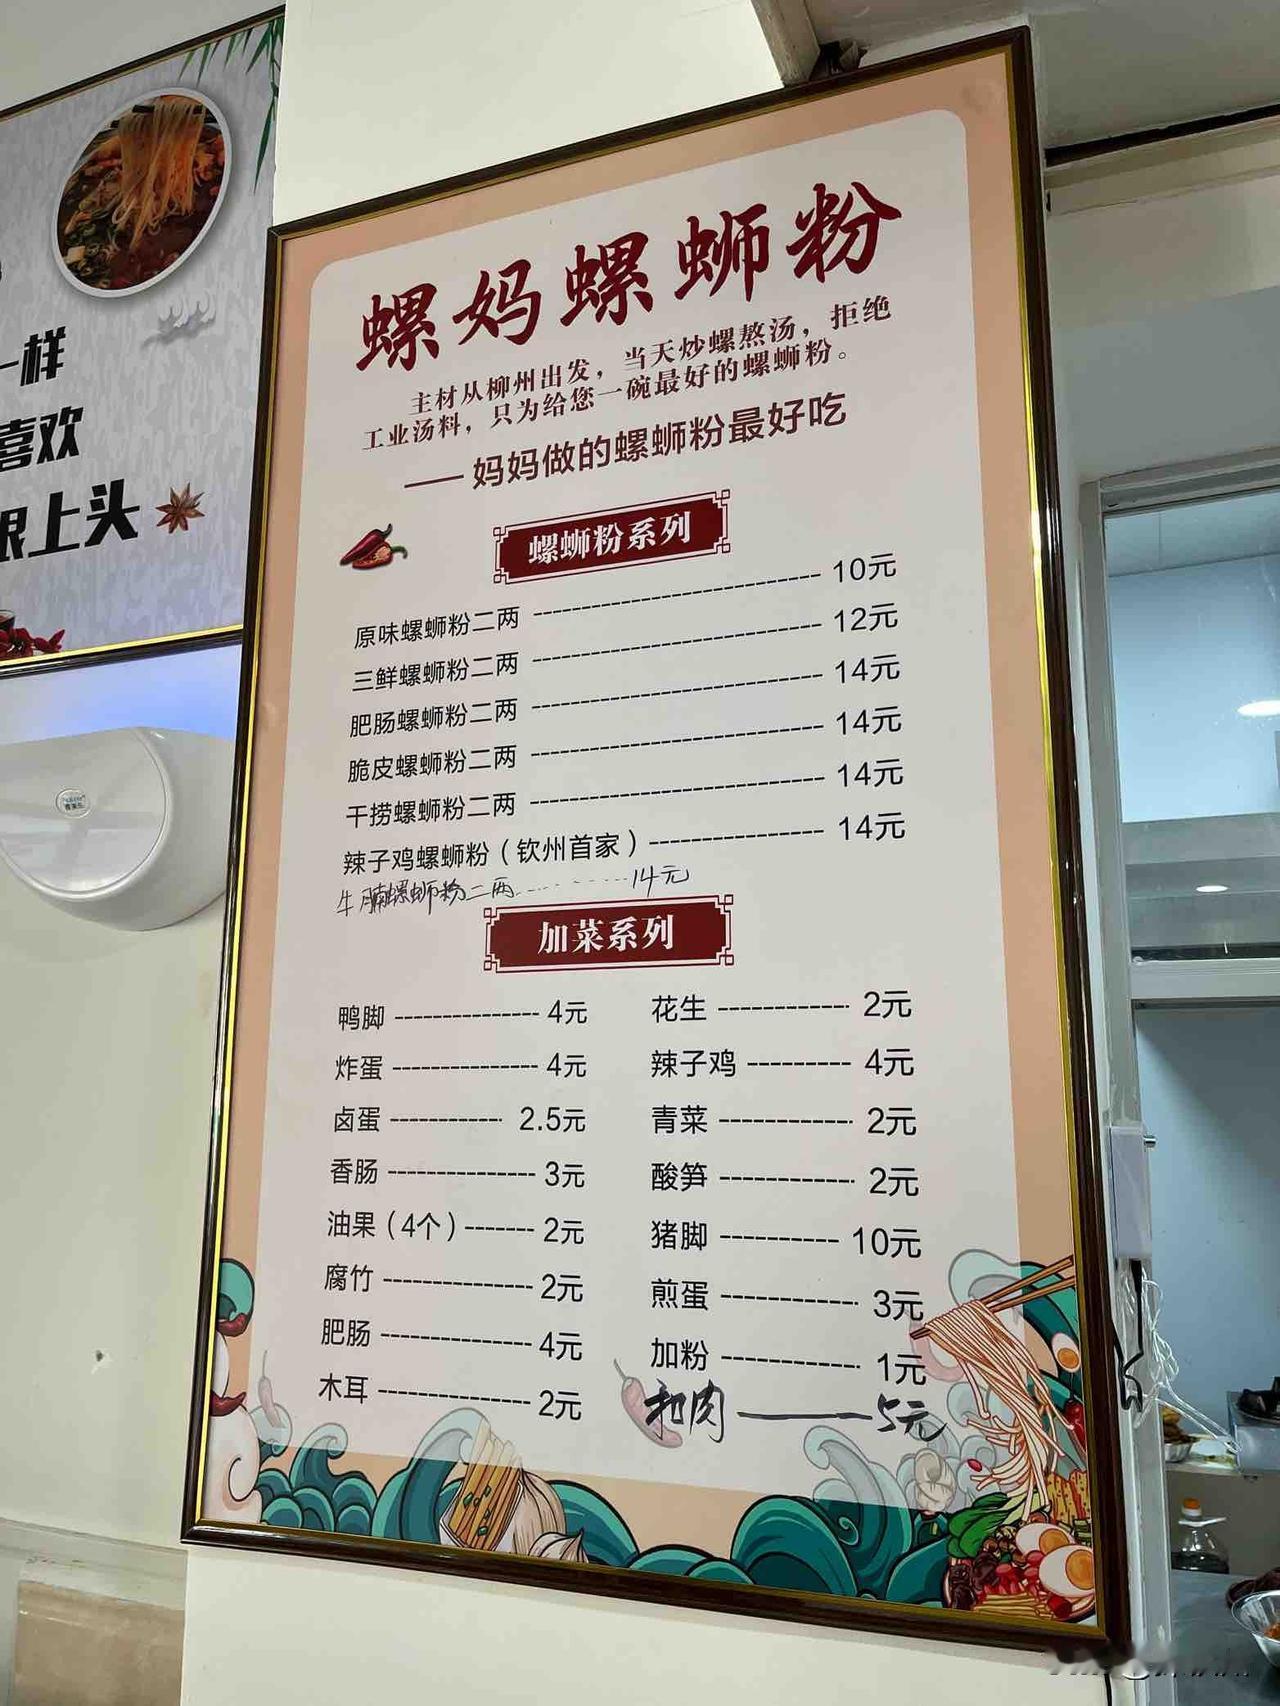 一样
喜欢
很上头
螺妈螺蛳粉
主材从柳州出发，当天炒螺熬汤，拒绝
工业汤料，只为给您一碗最好的螺蛳粉。
——妈妈做的螺蛳粉最好吃
螺蛳粉系列
原味螺蛳粉二两 10元
三鲜螺蛳粉二两 12元
肥肠螺蛳粉二两 14元
脆皮螺蛳粉二两 14元
干捞螺蛳粉二两 14元
辣子鸡螺蛳粉（钦州首家） 14元
牛腩螺蛳粉二两 14元
加菜系列
鸭脚 4元
炸蛋 4元
卤蛋 2.5元
香肠 3元
油果（4个） 2元
腐竹 2元
肥肠 4元
木耳 2元
花生 2元
辣子鸡 4元
青菜 2元
酸笋 2元
猪脚 10元
煎蛋 3元
加粉 1元
扣肉 5元